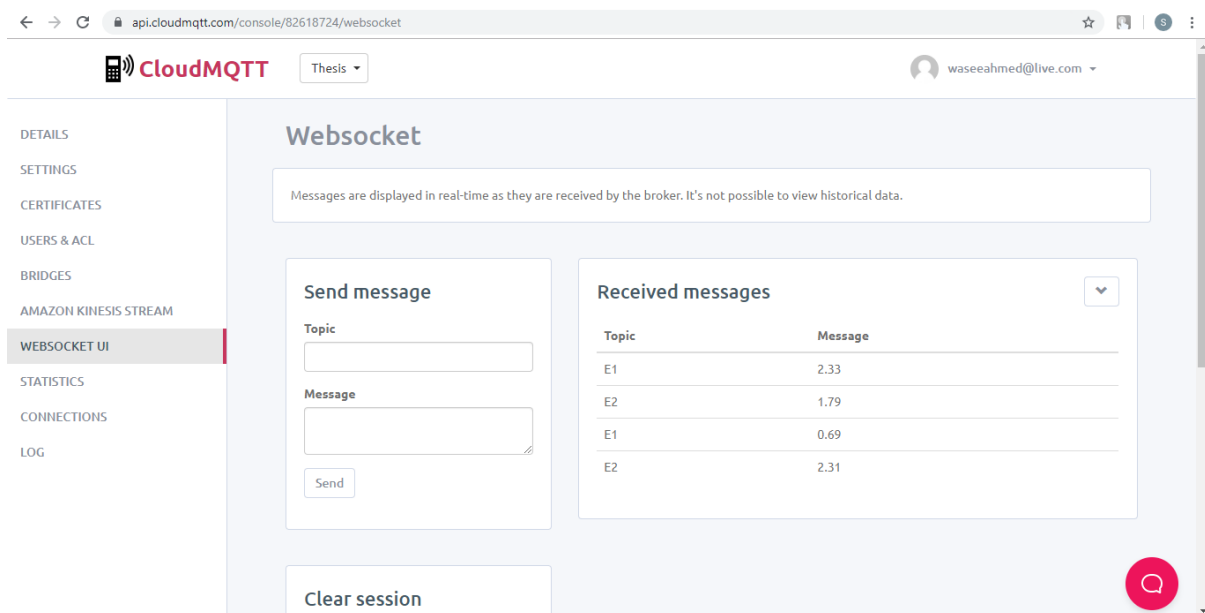 api.cloudmqtt.com/console/82618724/websocket
S
CloudMQTT
Thesis
waseeahmed@live.com
DETAILS
SETTINGS
CERTIFICATES
USERS & ACL
BRIDGES
AMAZON KINESIS STREAM
WEBSOCKET UI
STATISTICS
CONNECTIONS
LOG
Websocket
Messages are displayed in real-time as they are received by the broker. It's not possible to view historical data.
Send message
Topic
Message
Send
Received messages
Topic Message
E1 2.33
E2 1.79
E1 0.69
E2 2.31
Clear session